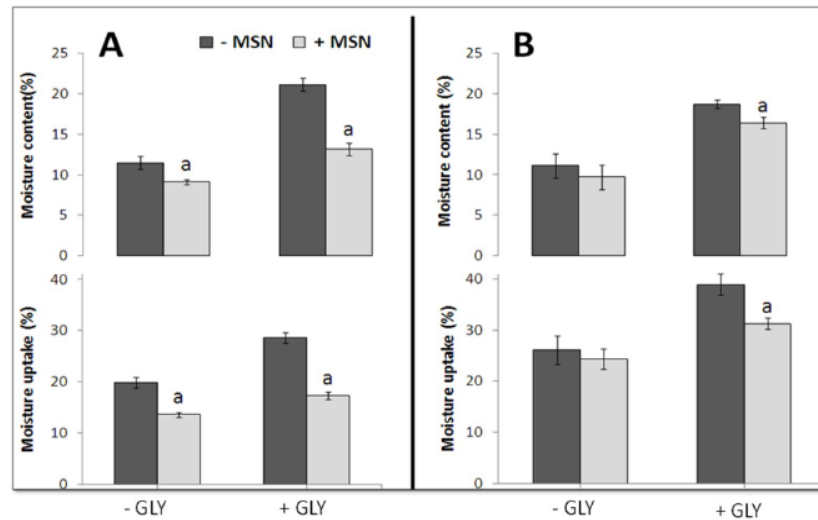 A
- MSN + MSN
Moisture content(%)
25
20
15
10
5
0
a
a
Moisture uptake (%)
40
30
20
10
0
a
a
- GLY + GLY
B
Moisture content (%)
25
20
15
10
5
0
a
Moisture uptake (%)
40
30
20
10
0
a
- GLY + GLY